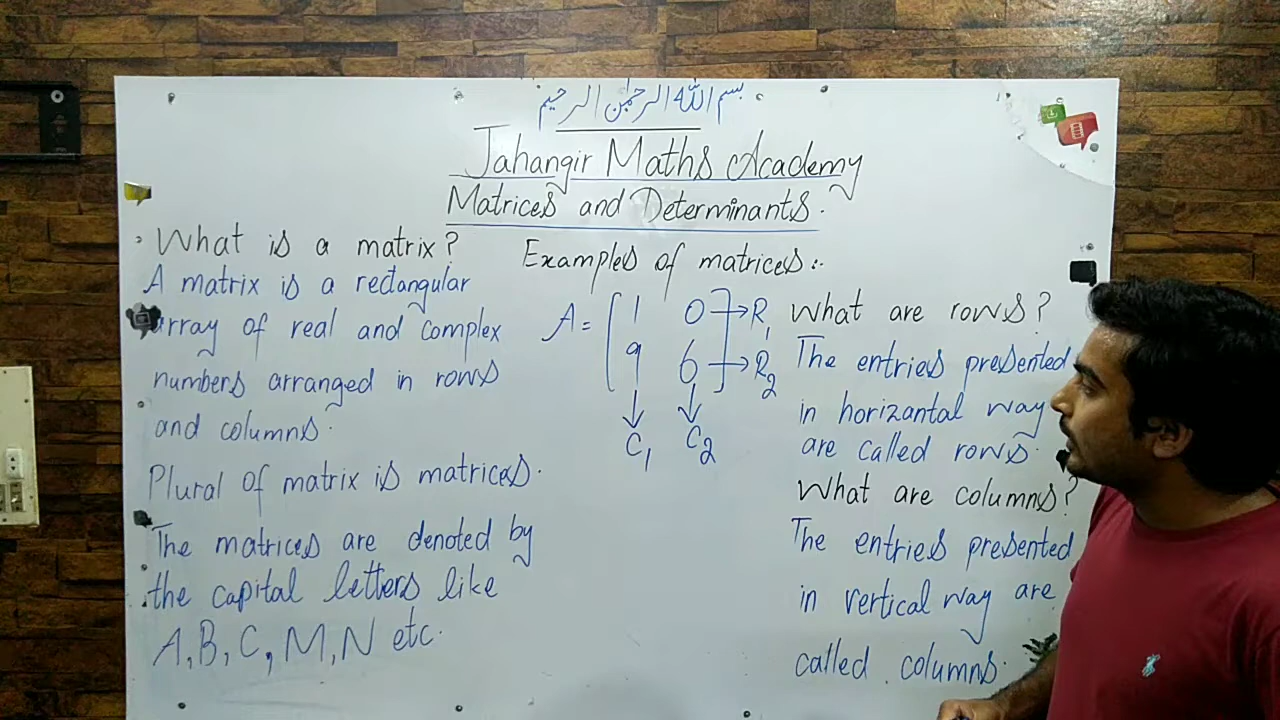 بسم اللہ الرحمٰن الرحیم
Jahangir Maths Academy
Matrices and Determinants.
What is a matrix?
A matrix is a rectangular
array of real and complex
numbers arranged in rows
and columns.
Plural of matrix is matrices.
The matrices are denoted by
the capital letters like
A, B, C, M, N etc.
Examples of matrices:-
A = [ 1 0 ] → R1
[ 9 6 ] → R2
↓ ↓
C1 C2
What are rows?
The entries presented
in horizantal way
are called rows.
What are columns?
The entries presented
in vertical way are
called columns.